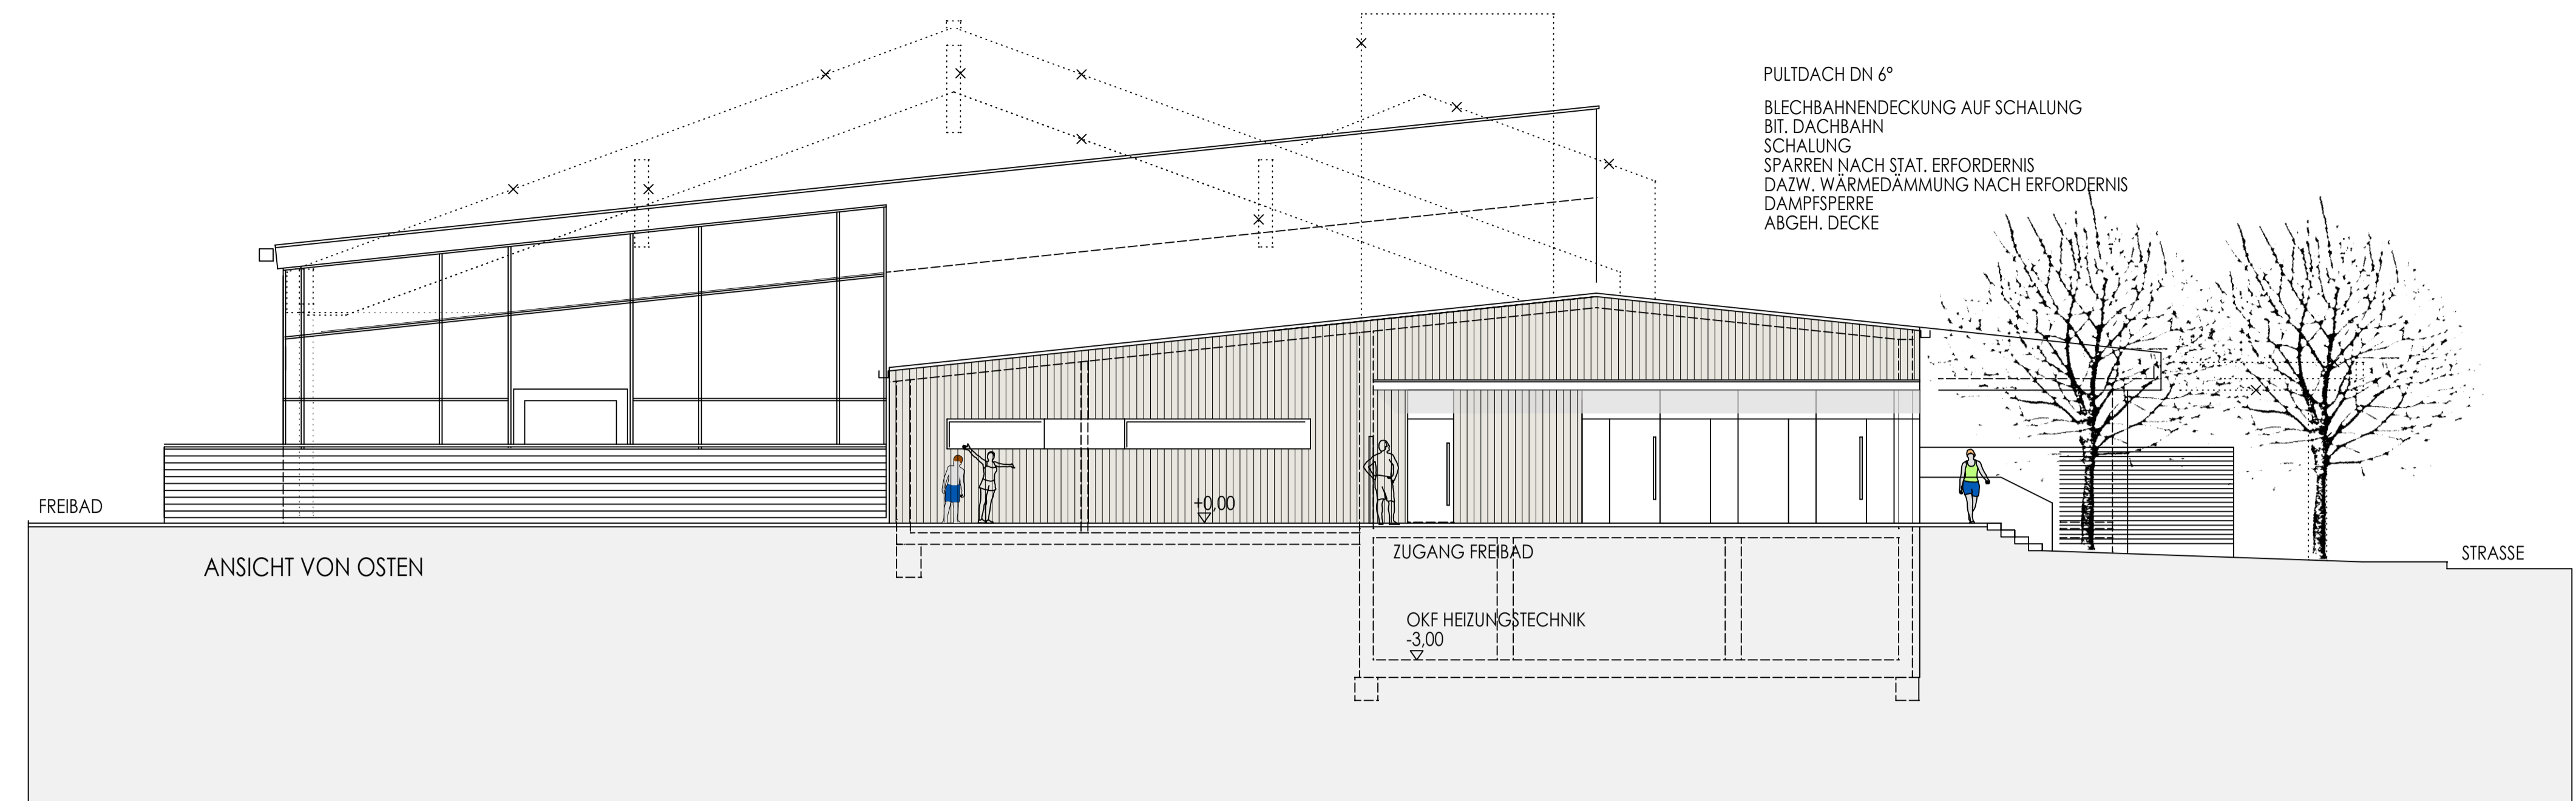 PULTDACH DN 6°
BLECHBAHNENDECKUNG AUF SCHALUNG
BIT. DACHBAHN
SCHALUNG
SPARREN NACH STAT. ERFORDERNIS
DAZW. WÄRMEDÄMMUNG NACH ERFORDERNIS
DAMPFSPERRE
ABGEH. DECKE
FREIBAD
+0,00
ANSICHT VON OSTEN
ZUGANG FREIBAD
STRASSE
OKF HEIZUNGSTECHNIK
-3,00